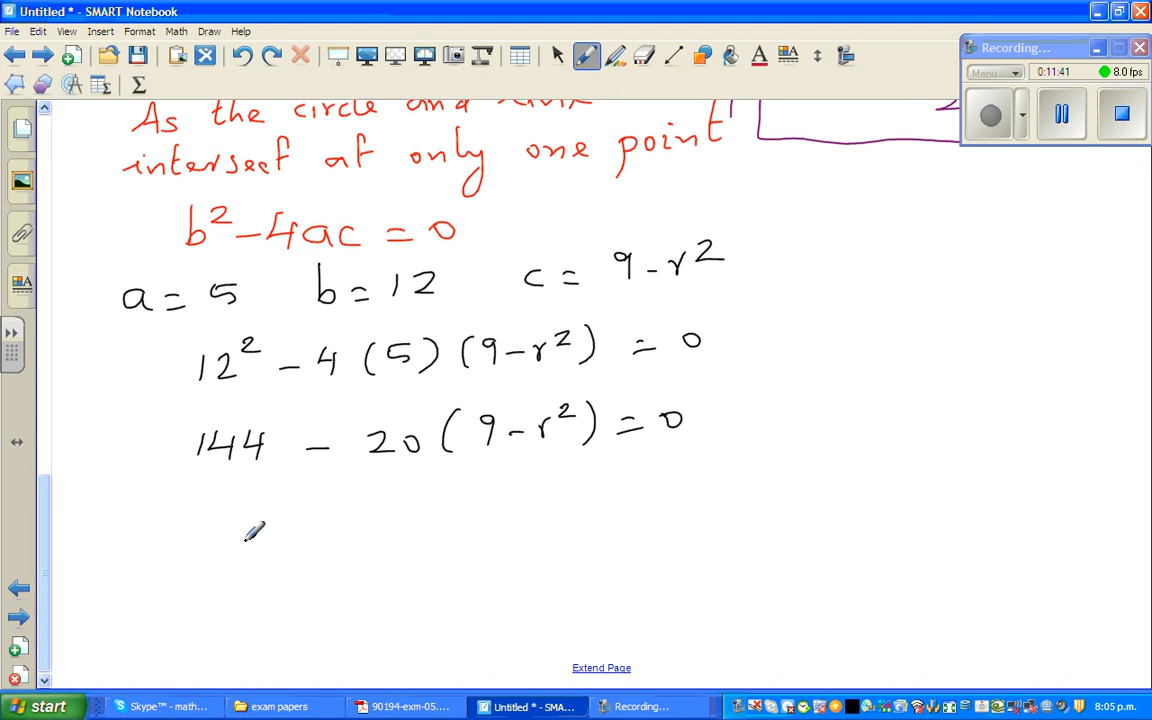 Untitled * - SMART Notebook
File Edit View Insert Format Math Draw Help
Recording...
Menu 0:11:41 8.0 fps
As the circle and
intersect at only one point
b² - 4ac = 0
a = 5 b = 12 c = 9 - r²
12² - 4 (5) (9 - r²) = 0
144 - 20 (9 - r²) = 0
Extend Page
start Skype™ - math... exam papers 90194-exm-05.... Untitled * - SMA... Recording... 8:05 p.m.